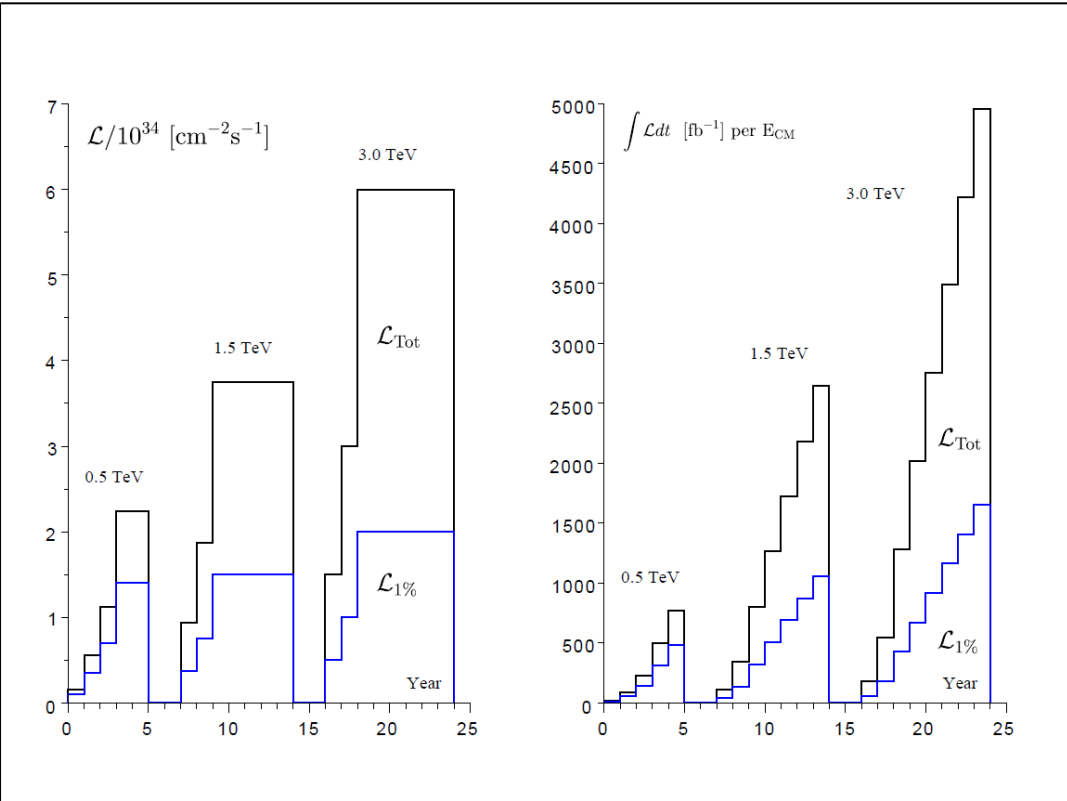 ℒ/10³⁴ [cm⁻²s⁻¹]
7
6
5
4
3
2
1
0
3.0 TeV
1.5 TeV
0.5 TeV
ℒ_Tot
ℒ_1%
Year
0 5 10 15 20 25
∫ℒdt [fb⁻¹] per E_CM
5000
4500
4000
3500
3000
2500
2000
1500
1000
500
0
3.0 TeV
1.5 TeV
0.5 TeV
ℒ_Tot
ℒ_1%
Year
0 5 10 15 20 25